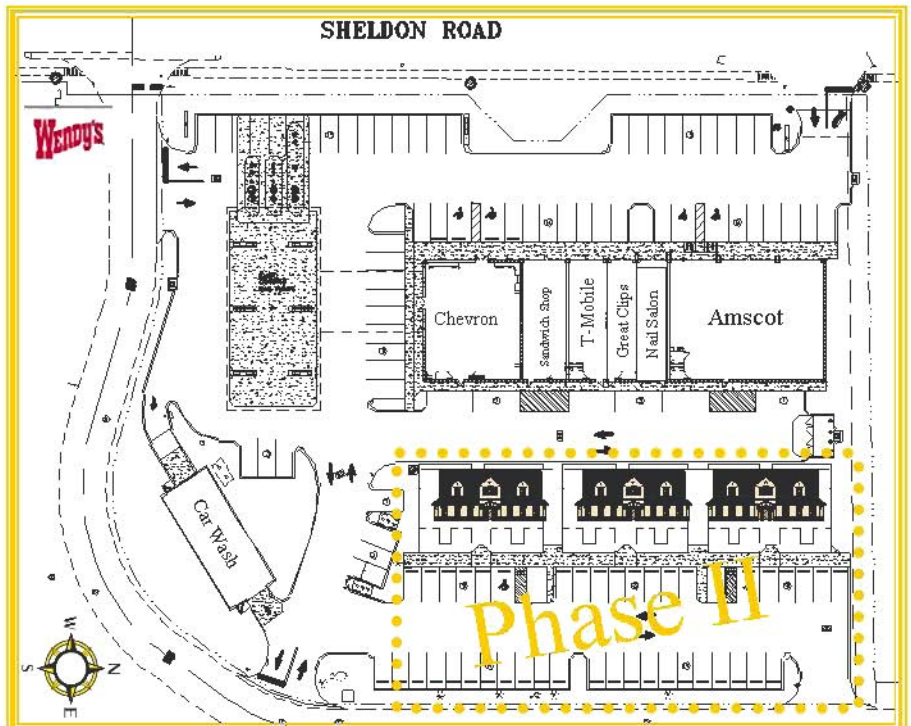 SHELDON ROAD
WENDY'S
Chevron
Sandwich Shop
T-Mobile
Great Clips
Nail Salon
Amscot
Car Wash
Phase II
W
S
N
E